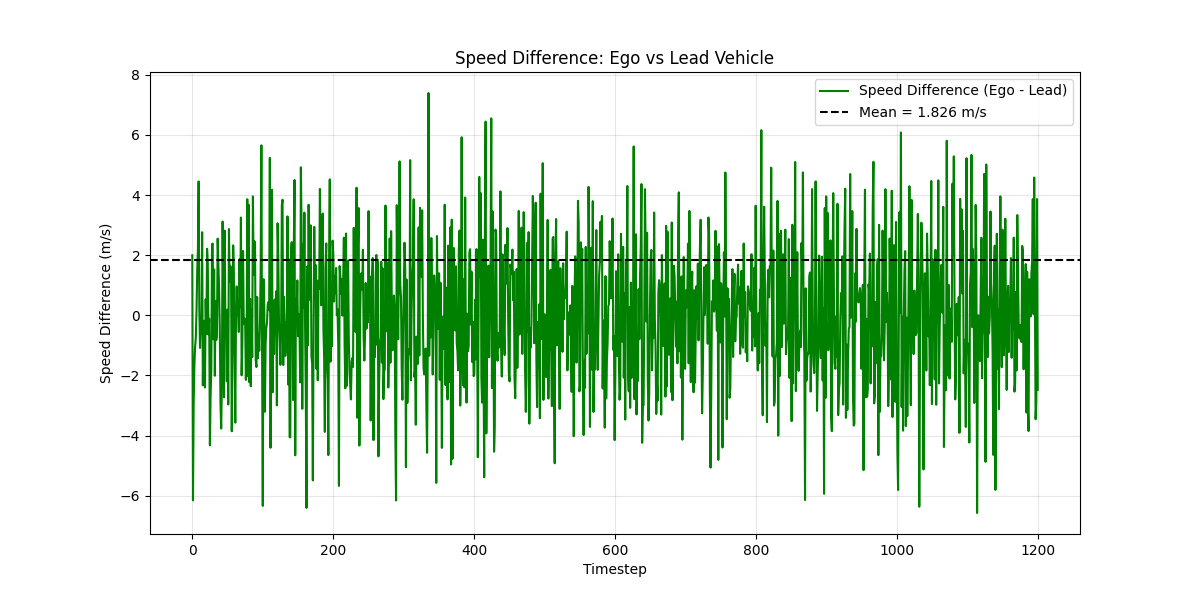 Speed Difference: Ego vs Lead Vehicle
Speed Difference (Ego - Lead)
Mean = 1.826 m/s
Speed Difference (m/s)
8
6
4
2
0
−2
−4
−6
0 200 400 600 800 1000 1200
Timestep